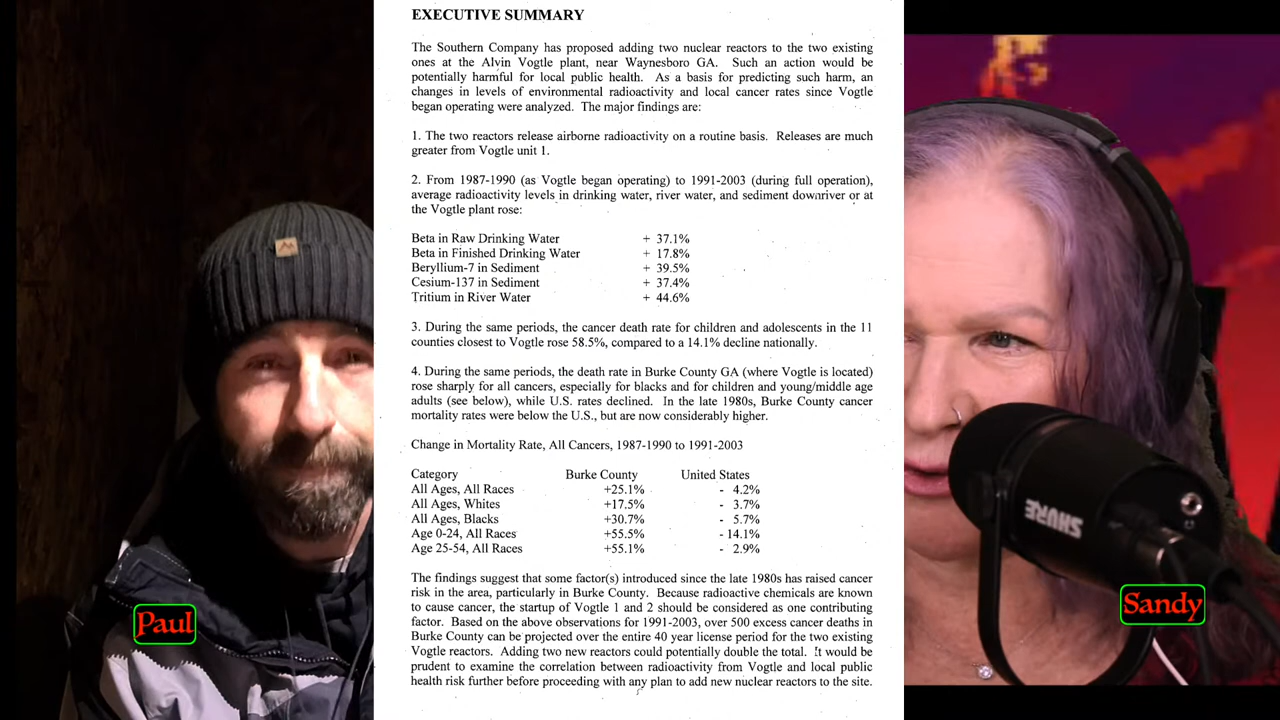 EXECUTIVE SUMMARY
The Southern Company has proposed adding two nuclear reactors to the two existing
ones at the Alvin Vogtle plant, near Waynesboro GA. Such an action would be
potentially harmful for local public health. As a basis for predicting such harm, an
changes in levels of environmental radioactivity and local cancer rates since Vogtle
began operating were analyzed. The major findings are:
1. The two reactors release airborne radioactivity on a routine basis. Releases are much
greater from Vogtle unit 1.
2. From 1987-1990 (as Vogtle began operating) to 1991-2003 (during full operation),
average radioactivity levels in drinking water, river water, and sediment downriver or at
the Vogtle plant rose:
Beta in Raw Drinking Water + 37.1%
Beta in Finished Drinking Water + 17.8%
Beryllium-7 in Sediment + 39.5%
Cesium-137 in Sediment + 37.4%
Tritium in River Water + 44.6%
3. During the same periods, the cancer death rate for children and adolescents in the 11
counties closest to Vogtle rose 58.5%, compared to a 14.1% decline nationally.
4. During the same periods, the death rate in Burke County GA (where Vogtle is located)
rose sharply for all cancers, especially for blacks and for children and young/middle age
adults (see below), while U.S. rates declined. In the late 1980s, Burke County cancer
mortality rates were below the U.S., but are now considerably higher.
Change in Mortality Rate, All Cancers, 1987-1990 to 1991-2003
Category Burke County United States
All Ages, All Races +25.1% - 4.2%
All Ages, Whites +17.5% - 3.7%
All Ages, Blacks +30.7% - 5.7%
Age 0-24, All Races +55.5% - 14.1%
Age 25-54, All Races +55.1% - 2.9%
The findings suggest that some factor(s) introduced since the late 1980s has raised cancer
risk in the area, particularly in Burke County. Because radioactive chemicals are known
to cause cancer, the startup of Vogtle 1 and 2 should be considered as one contributing
factor. Based on the above observations for 1991-2003, over 500 excess cancer deaths in
Burke County can be projected over the entire 40 year license period for the two existing
Vogtle reactors. Adding two new reactors could potentially double the total. It would be
prudent to examine the correlation between radioactivity from Vogtle and local public
health risk further before proceeding with any plan to add new nuclear reactors to the site.
Paul
SHURE
Sandy